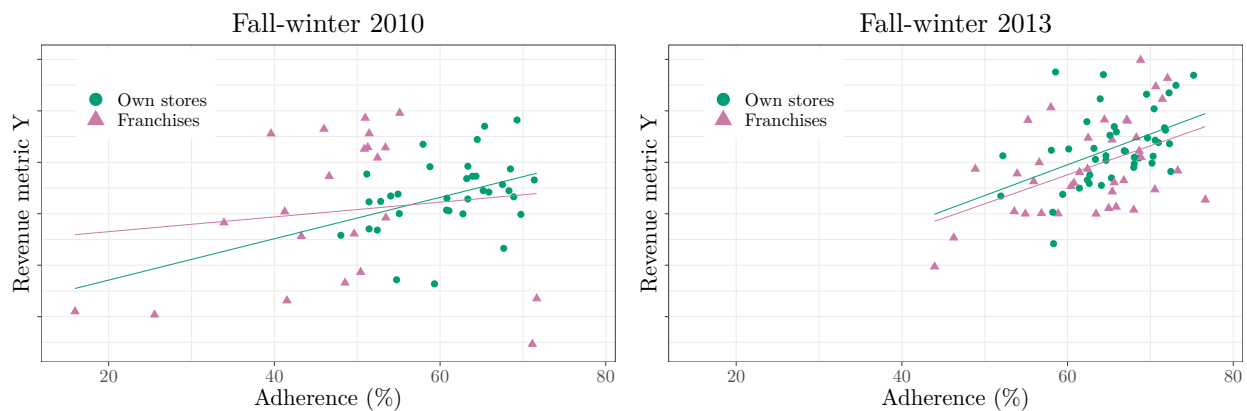 Fall-winter 2010
Revenue metric Y
Own stores
Franchises
20
40
60
80
Adherence (%)
Fall-winter 2013
Revenue metric Y
Own stores
Franchises
20
40
60
80
Adherence (%)